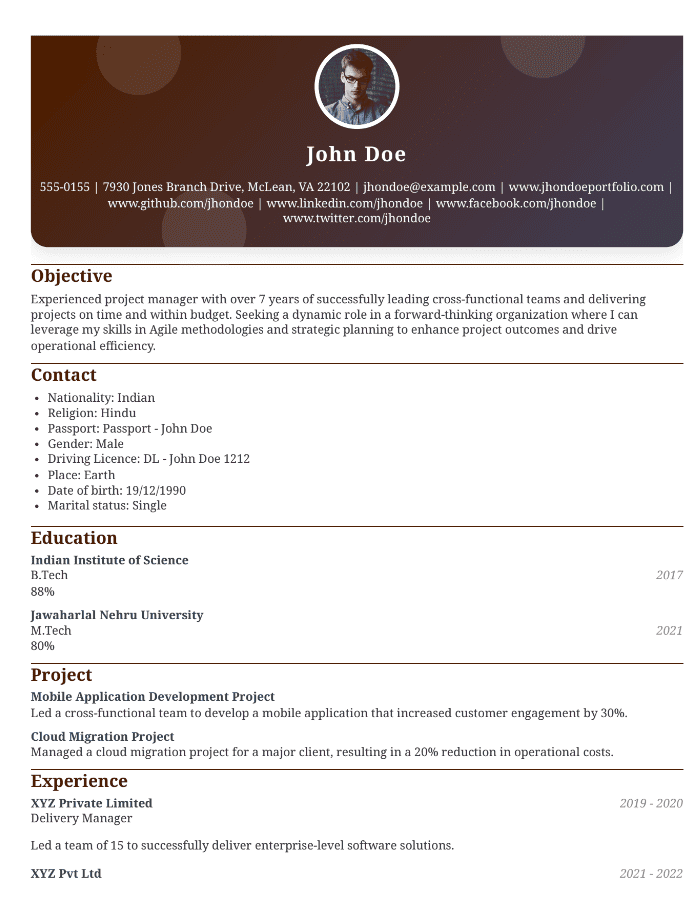 John Doe
555-0155 | 7930 Jones Branch Drive, McLean, VA 22102 | jhondoe@example.com | www.jhondoeportfolio.com |
www.github.com/jhondoe | www.linkedin.com/jhondoe | www.facebook.com/jhondoe |
www.twitter.com/jhondoe
Objective
Experienced project manager with over 7 years of successfully leading cross-functional teams and delivering
projects on time and within budget. Seeking a dynamic role in a forward-thinking organization where I can
leverage my skills in Agile methodologies and strategic planning to enhance project outcomes and drive
operational efficiency.
Contact
• Nationality: Indian
• Religion: Hindu
• Passport: Passport - John Doe
• Gender: Male
• Driving Licence: DL - John Doe 1212
• Place: Earth
• Date of birth: 19/12/1990
• Marital status: Single
Education
Indian Institute of Science
B.Tech 2017
88%
Jawaharlal Nehru University
M.Tech 2021
80%
Project
Mobile Application Development Project
Led a cross-functional team to develop a mobile application that increased customer engagement by 30%.
Cloud Migration Project
Managed a cloud migration project for a major client, resulting in a 20% reduction in operational costs.
Experience
XYZ Private Limited 2019 - 2020
Delivery Manager
Led a team of 15 to successfully deliver enterprise-level software solutions.
XYZ Pvt Ltd 2021 - 2022